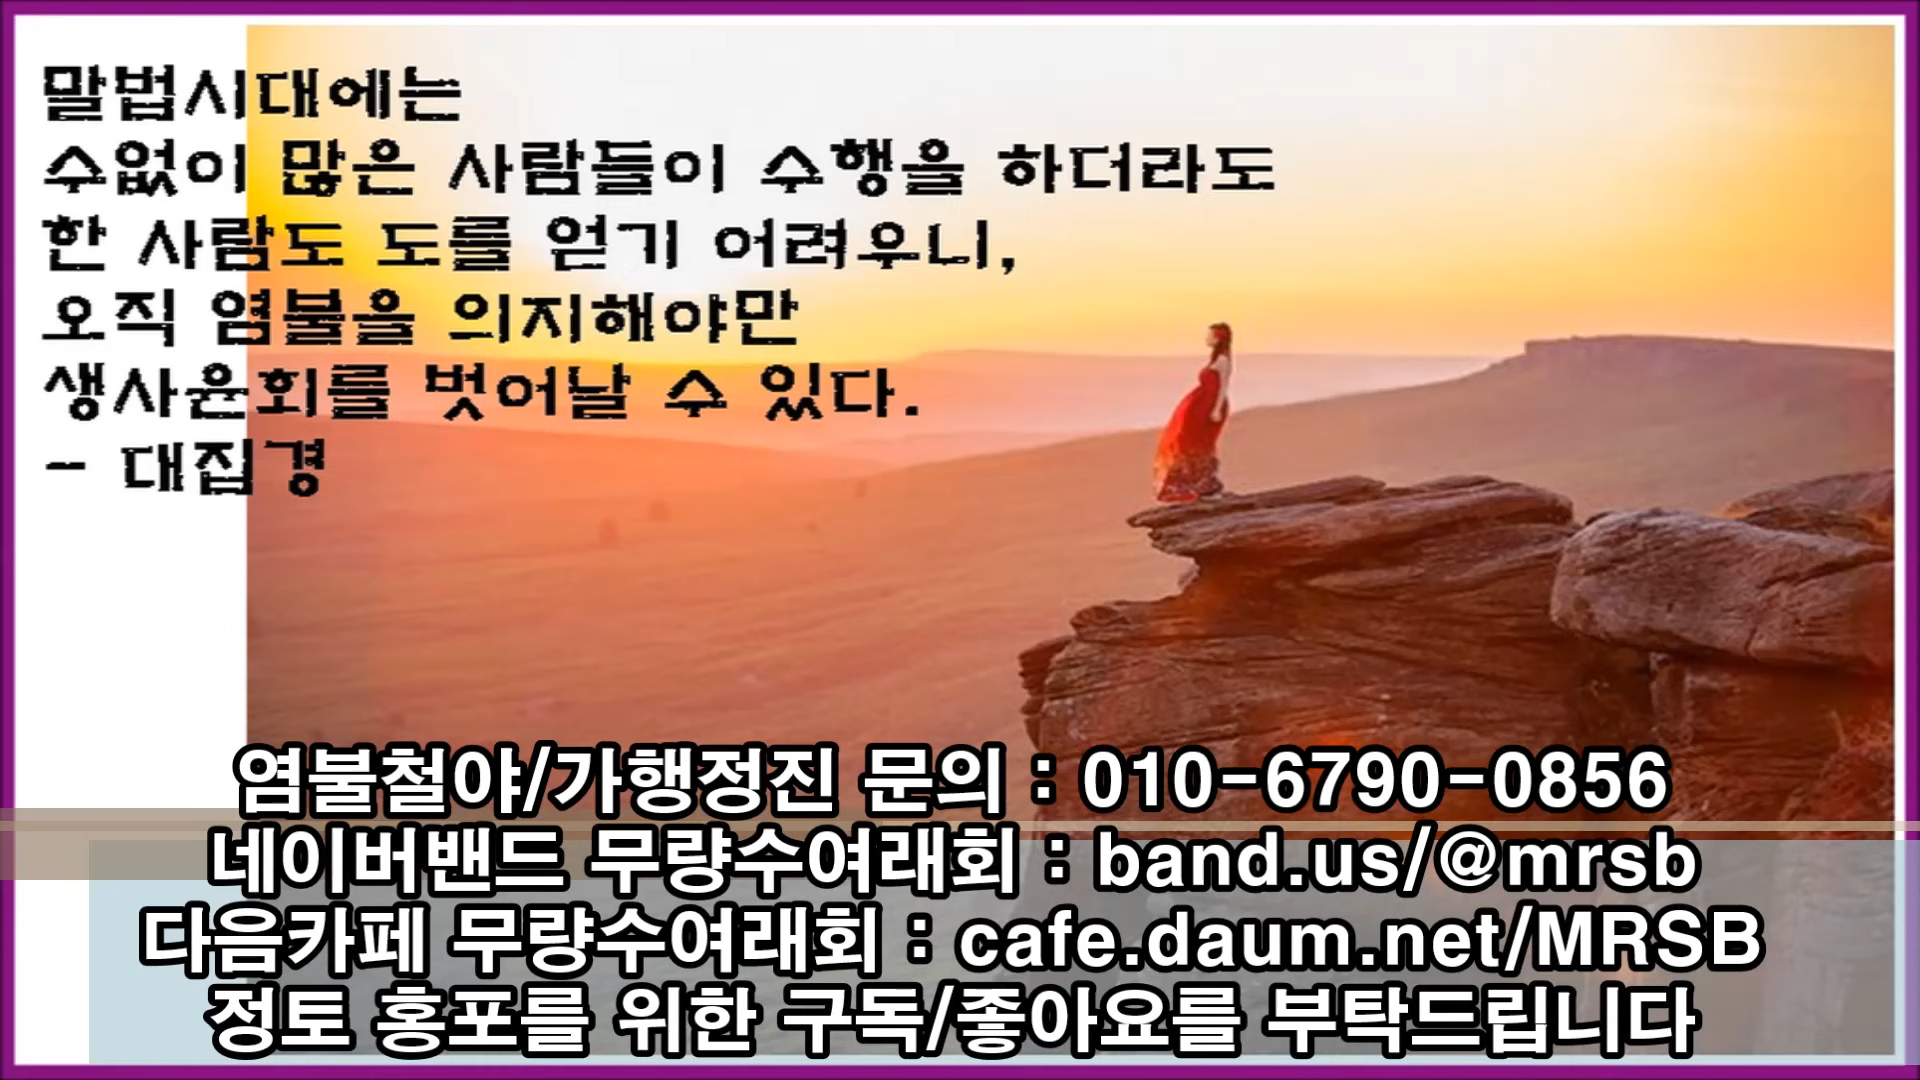 말법시대에는
수없이 많은 사람들이 수행을 하더라도
한 사람도 도를 얻기 어려우니,
오직 염불을 의지해야만
생사윤회를 벗어날 수 있다.
- 대집경
염불철야/가행정진 문의 : 010-6790-0856
네이버밴드 무량수여래회 : band.us/@mrsb
다음카페 무량수여래회 : cafe.daum.net/MRSB
정토 홍포를 위한 구독/좋아요를 부탁드립니다